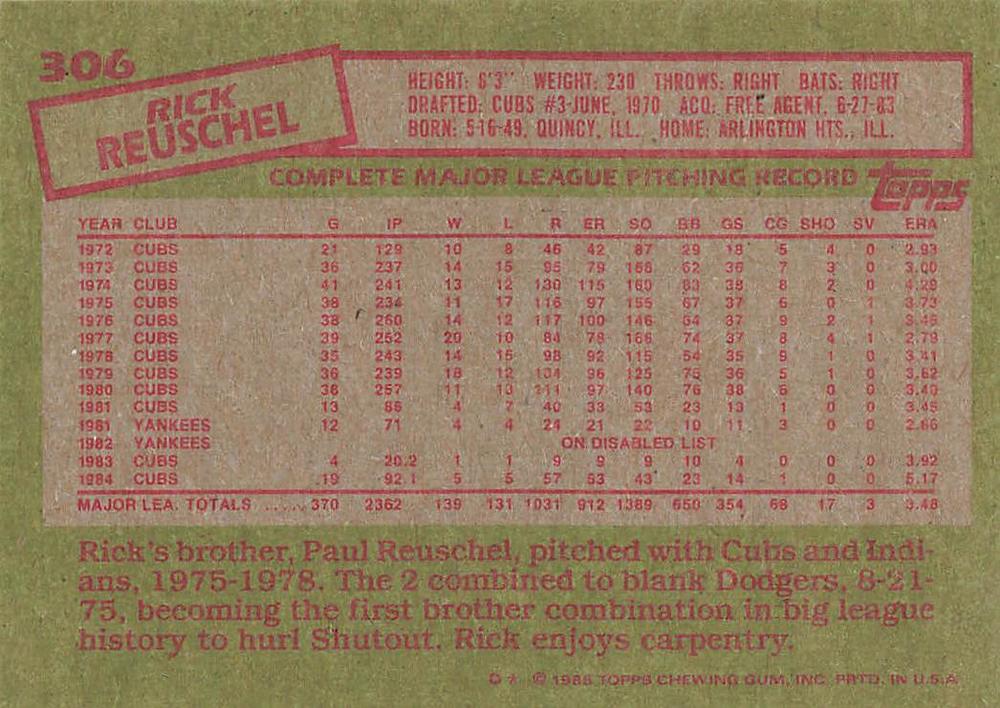 306
RICK
REUSCHEL
HEIGHT: 6'3" WEIGHT: 230 THROWS: RIGHT BATS: RIGHT
DRAFTED: CUBS #3-JUNE, 1970 ACQ: FREE AGENT, 6-27-83
BORN: 5-16-49, QUINCY, ILL. HOME: ARLINGTON HTS., ILL.
COMPLETE MAJOR LEAGUE PITCHING RECORD topps
YEAR CLUB G IP W L R ER SO BB GS CG SHO SV ERA
1972 CUBS 21 129 10 8 46 42 87 29 18 5 4 0 2.93
1973 CUBS 36 237 14 15 95 79 168 62 36 7 3 0 3.00
1974 CUBS 41 241 13 12 130 115 160 83 38 8 2 0 4.29
1975 CUBS 38 234 11 17 116 97 155 67 37 6 0 1 3.73
1976 CUBS 38 260 14 12 117 100 146 64 37 9 2 1 3.46
1977 CUBS 39 252 20 10 84 78 166 74 37 8 4 1 2.79
1978 CUBS 35 243 14 15 98 92 115 54 35 9 1 0 3.41
1979 CUBS 36 239 18 12 104 96 125 75 36 5 1 0 3.62
1980 CUBS 38 257 11 13 111 97 140 76 38 6 0 0 3.40
1981 CUBS 13 86 4 7 40 33 53 23 13 1 0 0 3.45
1981 YANKEES 12 71 4 4 24 21 22 10 11 3 0 0 2.66
1982 YANKEES ON DISABLED LIST
1983 CUBS 4 20.2 1 1 9 9 9 10 4 0 0 0 3.92
1984 CUBS 19 92.1 5 5 57 53 43 23 14 1 0 0 5.17
MAJOR LEA. TOTALS ..... 370 2362 139 131 1031 912 1389 650 354 68 17 3 3.48
Rick's brother, Paul Reuschel, pitched with Cubs and Indi-
ans, 1975-1978. The 2 combined to blank Dodgers, 8-21-
75, becoming the first brother combination in big league
history to hurl Shutout. Rick enjoys carpentry.
D* © 1985 TOPPS CHEWING GUM, INC. PRTD. IN U.S.A.